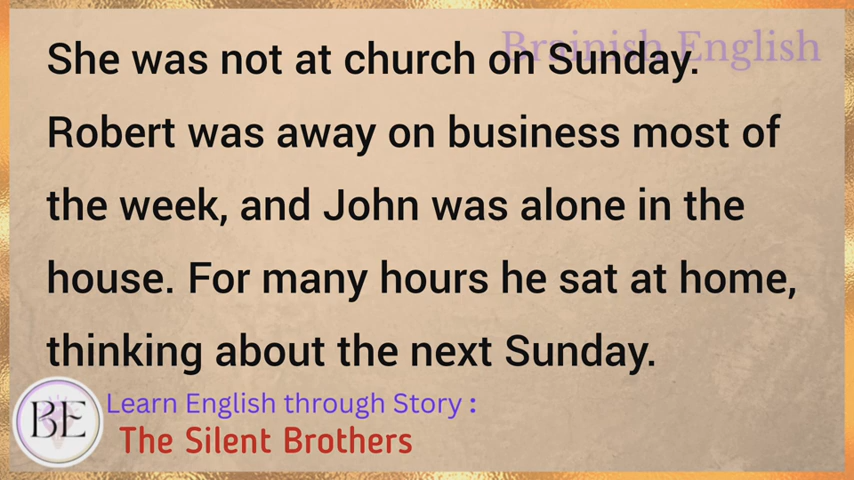 Brainish English
She was not at church on Sunday.
Robert was away on business most of
the week, and John was alone in the
house. For many hours he sat at home,
thinking about the next Sunday.
BE
Learn English through Story :
The Silent Brothers